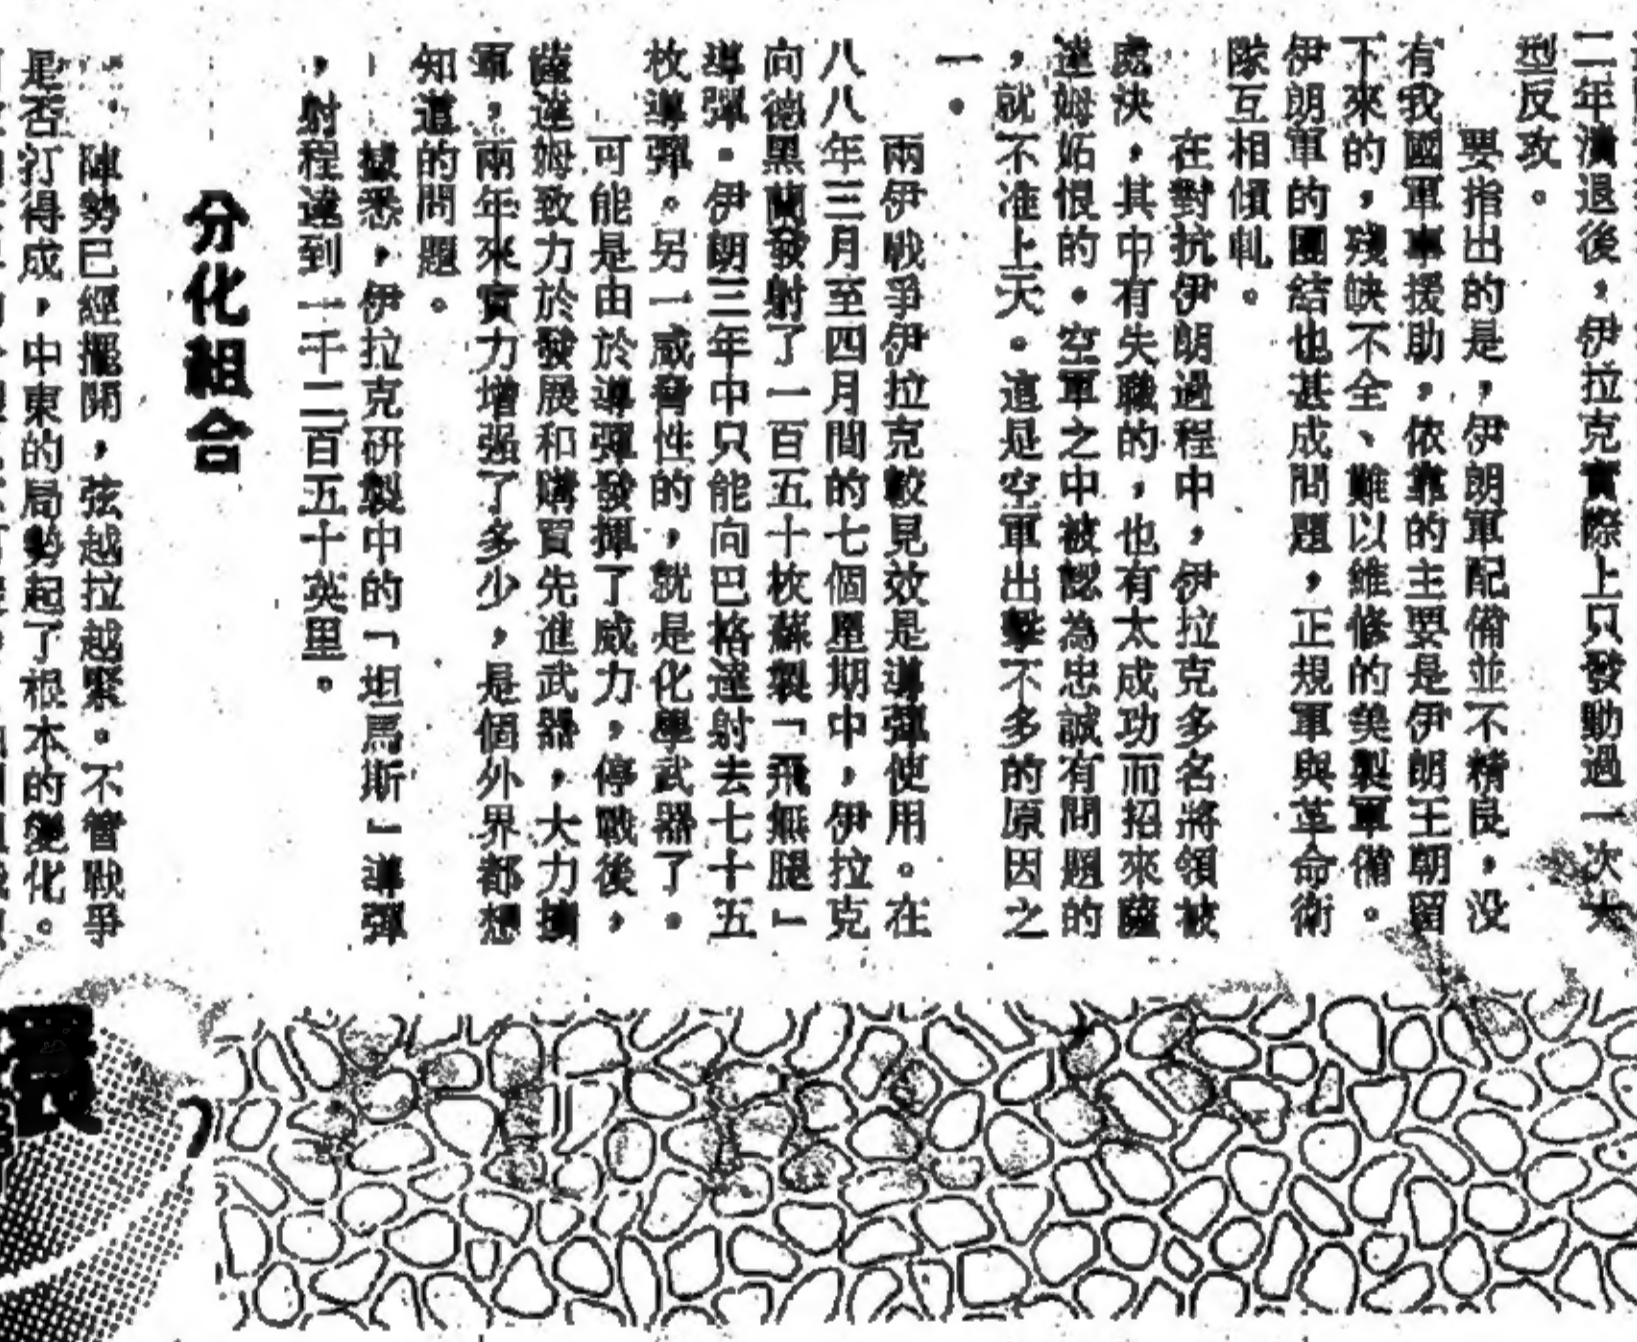 二年潰退後，伊拉克實際上只發動過一次大
型反攻。
要指出的是，伊朗軍配備並不精良，没
有我國軍事援助，依靠的主要是伊朗王朝留
下來的，殘缺不全、難以維修的美製軍備。
伊朗軍的團結也甚成問題，正規軍與革命衛
隊互相傾軋。
在對抗伊朗過程中，伊拉克多名將領被
處決，其中有失職的，也有太成功而招來薩
達姆妬恨的。空軍之中被認為忠誠有問題的
，就不准上天。這是空軍出擊不多的原因之
一。
兩伊戰爭伊拉克較見效是導彈使用。在
八八年三月至四月間的七個星期中，伊拉克
向德黑蘭發射了一百五十枚蘇製「飛無腿」
導彈。伊朗三年中只能向巴格達射去七十五
枚導彈。另一威脅性的，就是化學武器了。
可能是由於導彈發揮了威力，停戰後，
薩達姆致力於發展和購買先進武器，大力擴
軍，兩年來實力增强了多少，是個外界都想
知道的問題。
據悉，伊拉克研製中的「坦馬斯」導彈
，射程達到一千二百五十英里。
分化組合
陣勢已經擺開，弦越拉越緊。不管戰爭
是否打得成，中東的局勢起了根本的變化。